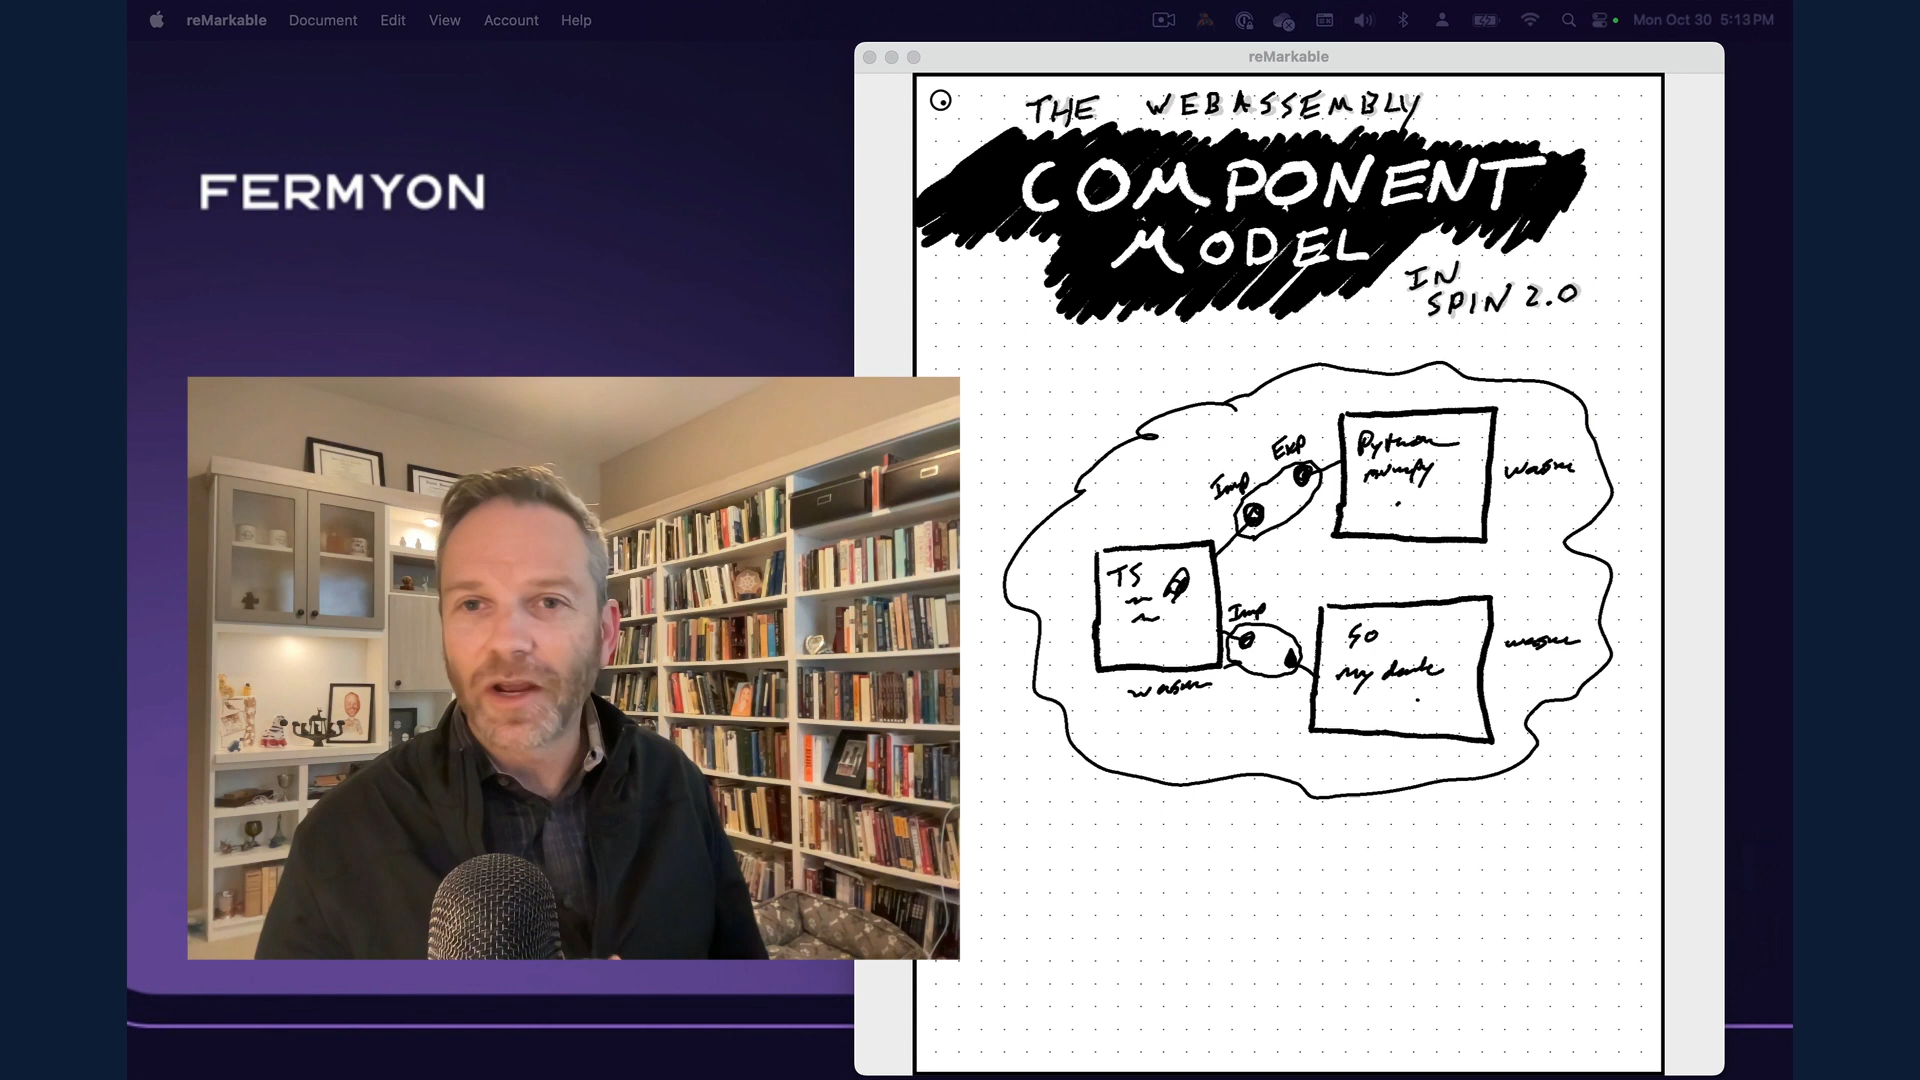 reMarkable Document Edit View Account Help
Mon Oct 30 5:13 PM
reMarkable
FERMYON
THE WEBASSEMBLY
COMPONENT
MODEL
IN
SPIN 2.0
Exp
Python
numpy
wasm
Imp
TS
Imp
wasm
wasm